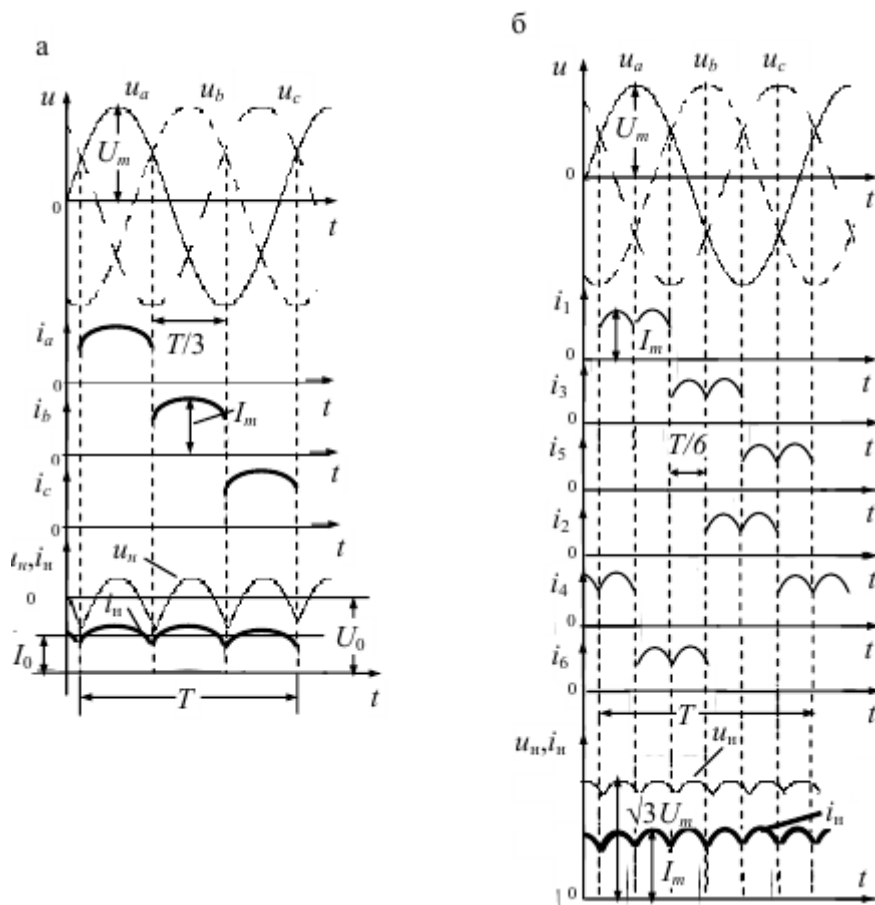 а
u
u_a
u_b
u_c
U_m
0
t
i_a
T/3
0
t
i_b
I_m
0
t
i_c
0
t
u_н,i_н
u_н
0
i_н
I_0
U_0
T
t
б
u
u_a
u_b
u_c
U_m
0
t
i_1
I_m
0
t
i_3
0
t
i_5
T/6
0
t
i_2
0
t
i_4
0
t
i_6
0
T
t
u_н,i_н
u_н
√3U_m
i_н
I_m
0
t